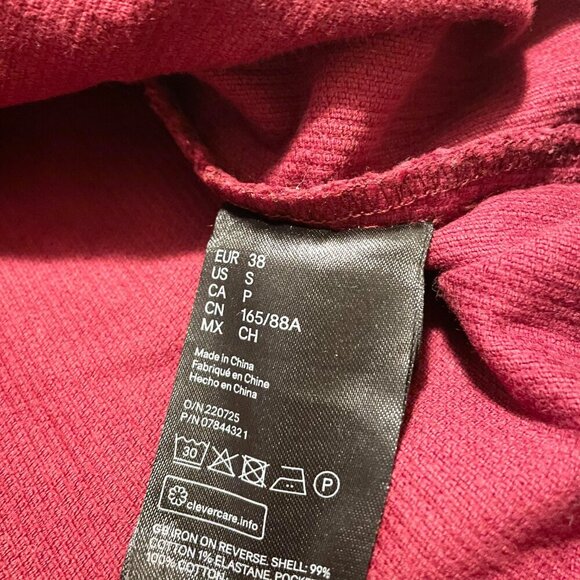 EUR 38
US S
CA P
CN 165/88A
MX CH
Made in China
Fabriqué en Chine
Hecho en China
O/N 220725
P/N 07844321
30 P
clevercare.info
GB: IRON ON REVERSE. SHELL: 99%
COTTON 1% ELASTANE. POCKET
100% COTTON